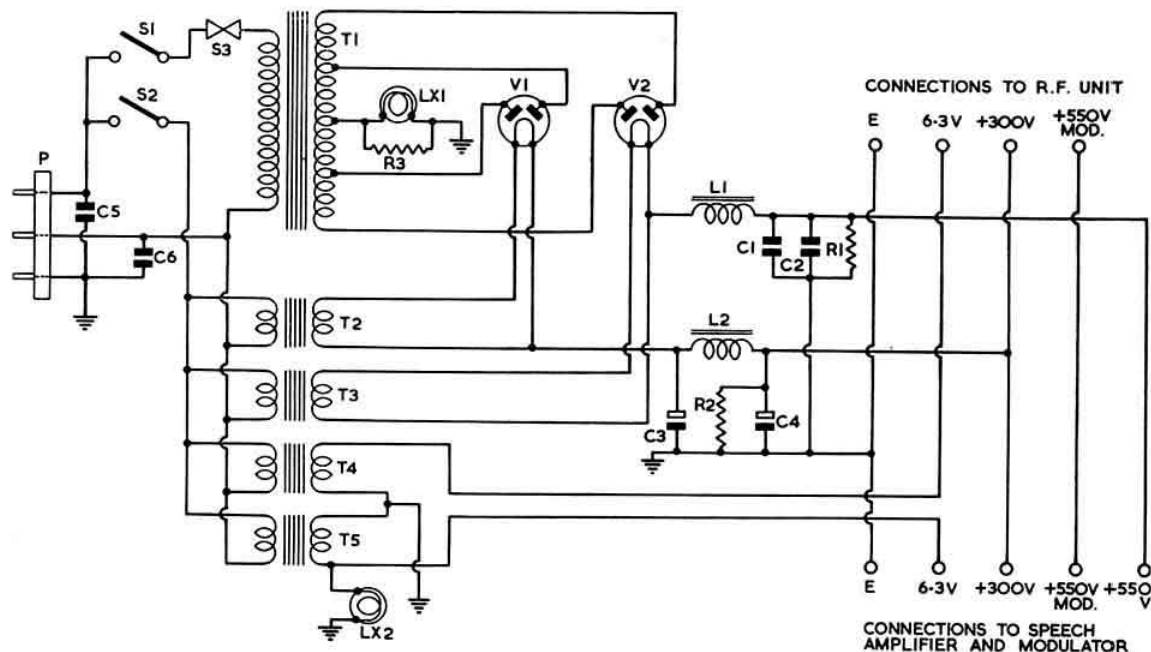 S1
S3
T1
S2
LX1
V1
V2
CONNECTIONS TO R.F. UNIT
E
6·3V
+300V
+550V
MOD.
R3
P
C5
L1
C6
C1
C2
R1
T2
L2
T3
R2
C3
C4
T4
T5
LX2
E
6·3V
+300V
+550V
MOD.
+550
V
CONNECTIONS TO SPEECH
AMPLIFIER AND MODULATOR